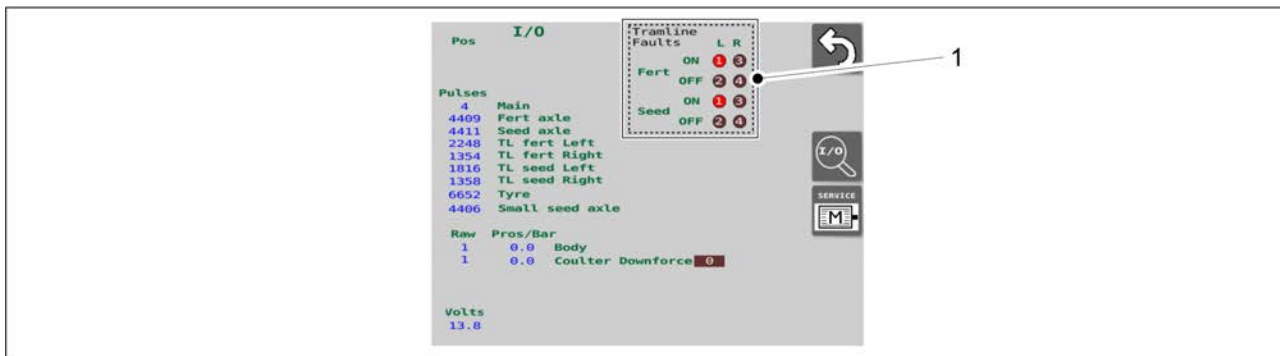 I/O
Pos
Tramline
Faults L R
Fert ON 1 3
OFF 2 4
Seed ON 1 3
OFF 2 4
1
Pulses
4 Main
4409 Fert axle
4411 Seed axle
2248 TL fert Left
1354 TL fert Right
1816 TL seed Left
1358 TL seed Right
6652 Tyre
4406 Small seed axle
I/O
SERVICE
M
Raw Pros/Bar
1 0.0 Body
1 0.0 Coulter Downforce 0
Volts
13.8